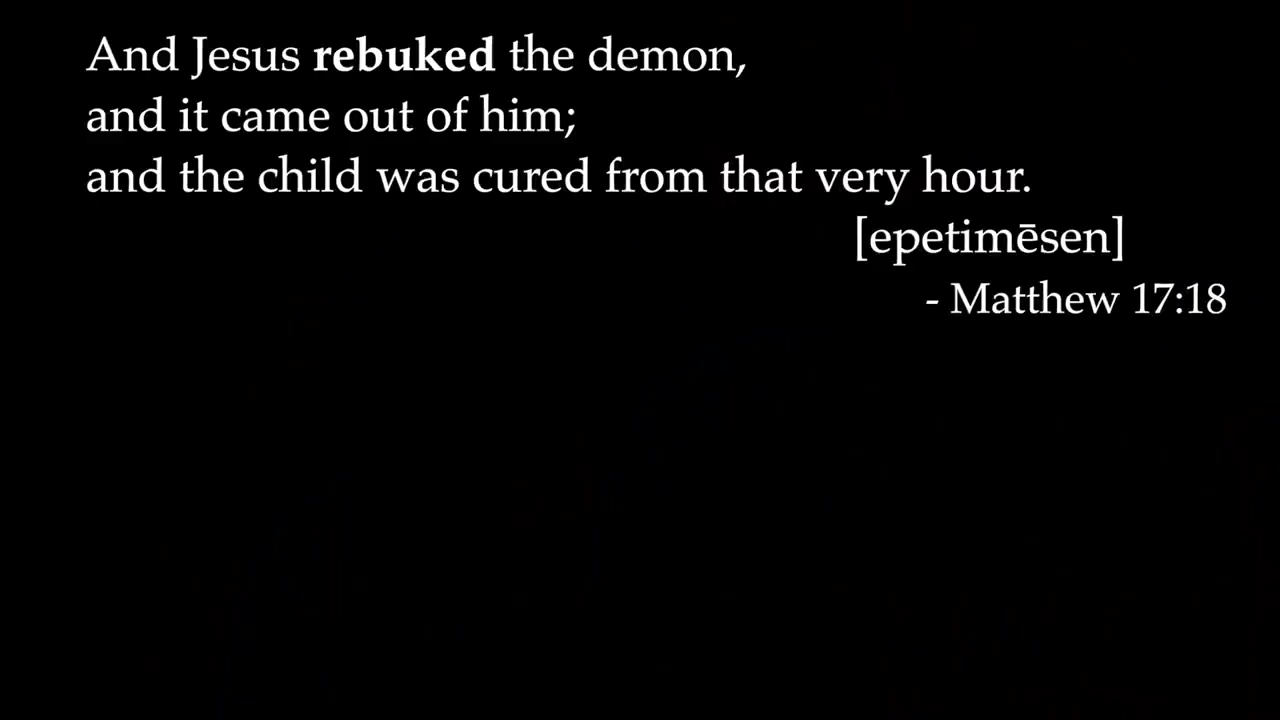 And Jesus rebuked the demon,
and it came out of him;
and the child was cured from that very hour.
[epetimēsen]
- Matthew 17:18